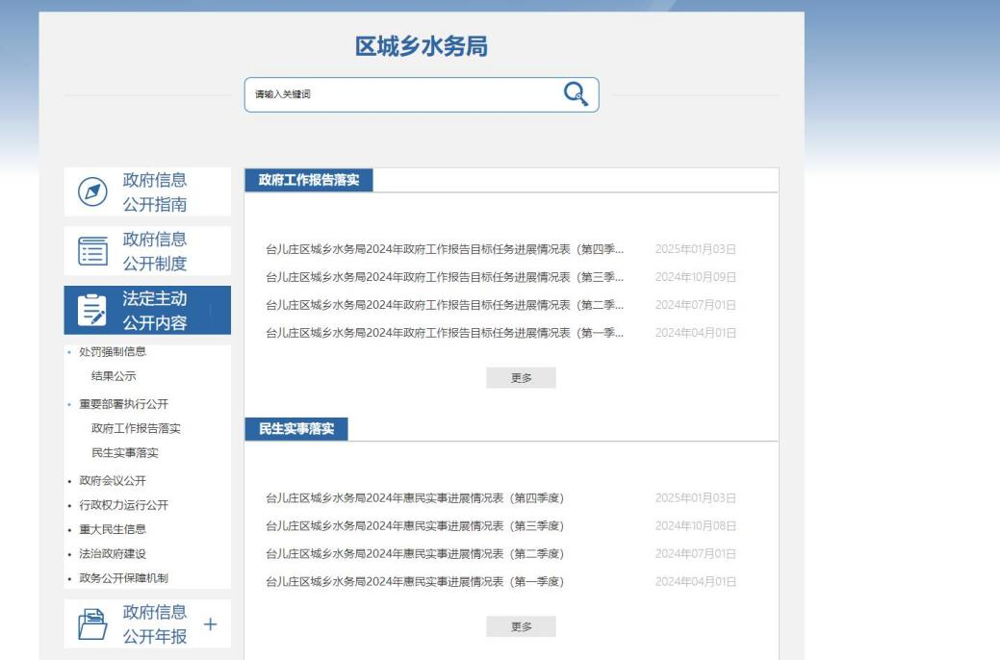 区城乡水务局
请输入关键词
政府信息
公开指南
政府信息
公开制度
法定主动
公开内容
处罚强制信息
结果公示
重要部署执行公开
政府工作报告落实
民生实事落实
政府会议公开
行政权力运行公开
重大民生信息
法治政府建设
政务公开保障机制
政府信息
公开年报
政府工作报告落实
台儿庄区城乡水务局2024年政府工作报告目标任务进展情况表（第四季... 2025年01月03日
台儿庄区城乡水务局2024年政府工作报告目标任务进展情况表（第三季... 2024年10月09日
台儿庄区城乡水务局2024年政府工作报告目标任务进展情况表（第二季... 2024年07月01日
台儿庄区城乡水务局2024年政府工作报告目标任务进展情况表（第一季... 2024年04月01日
更多
民生实事落实
台儿庄区城乡水务局2024年惠民实事进展情况表（第四季度） 2025年01月03日
台儿庄区城乡水务局2024年惠民实事进展情况表（第三季度） 2024年10月08日
台儿庄区城乡水务局2024年惠民实事进展情况表（第二季度） 2024年07月01日
台儿庄区城乡水务局2024年惠民实事进展情况表（第一季度） 2024年04月01日
更多